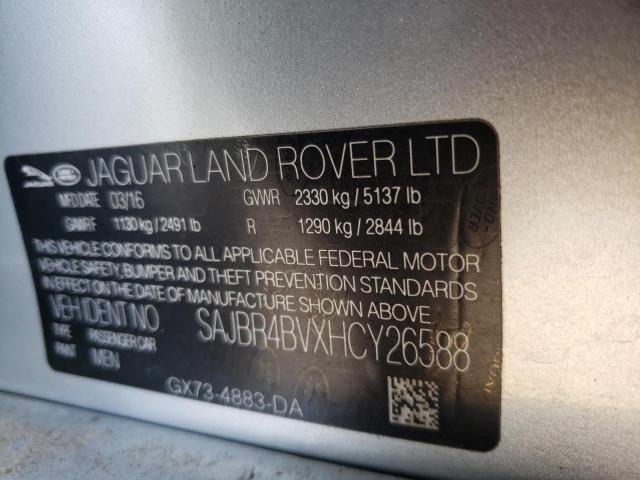 JAGUAR LAND ROVER LTD
MFD DATE 03/16 GVWR 2330 kg / 5137 lb
GAWR F 1130 kg / 2491 lb R 1290 kg / 2844 lb
THIS VEHICLE CONFORMS TO ALL APPLICABLE FEDERAL MOTOR
VEHICLE SAFETY, BUMPER AND THEFT PREVENTION STANDARDS
IN EFFECT ON THE DATE OF MANUFACTURE SHOWN ABOVE
VEH IDENT NO SAJBR4BVXHCY26588
TYPE PASSENGER CAR
PAINT MEN
GX73-4883-DA